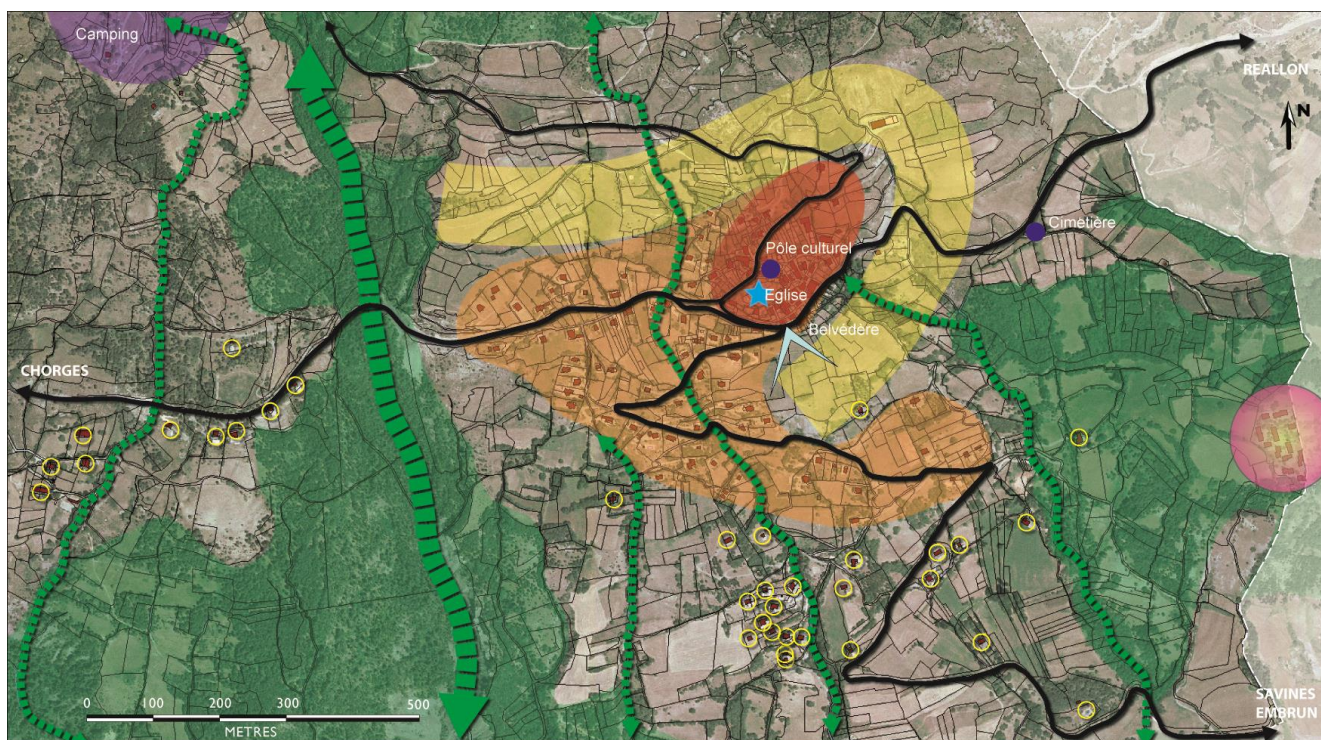 Camping
REALLON
N
Cimetière
Pôle culturel
Eglise
Belvédère
CHORGES
SAVINES
EMBRUN
0 100 200 300 500
METRES